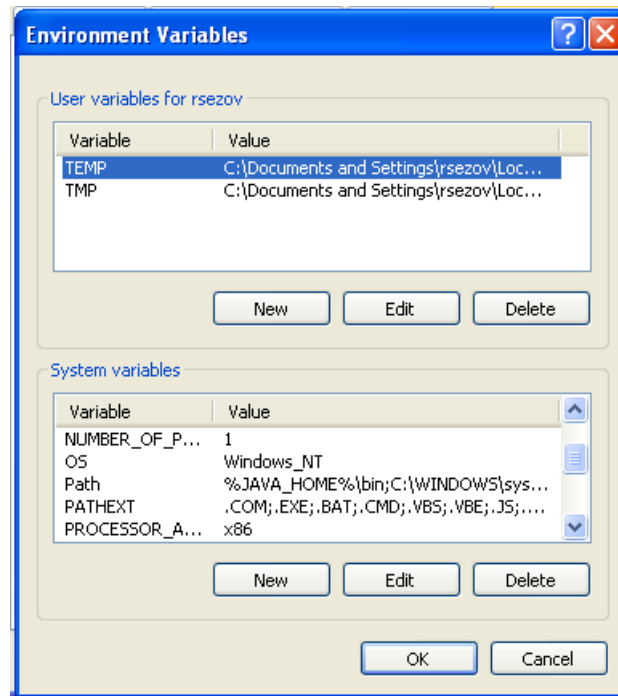 Environment Variables
User variables for rsezov
Variable Value
TEMP C:\Documents and Settings\rsezov\Loc...
TMP C:\Documents and Settings\rsezov\Loc...
New Edit Delete
System variables
Variable Value
NUMBER_OF_P... 1
OS Windows_NT
Path %JAVA_HOME%\bin;C:\WINDOWS\sys...
PATHEXT .COM;.EXE;.BAT;.CMD;.VBS;.VBE;.JS;....
PROCESSOR_A... x86
New Edit Delete
OK Cancel